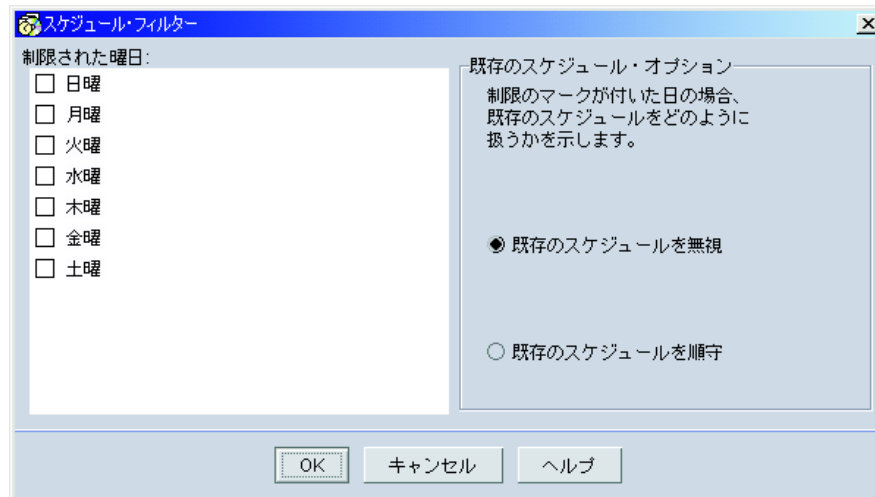 スケジュール・フィルター
制限された曜日:
日曜
月曜
火曜
水曜
木曜
金曜
土曜
既存のスケジュール・オプション
制限のマークが付いた日の場合、
既存のスケジュールをどのように
扱うかを示します。
既存のスケジュールを無視
既存のスケジュールを順守
OK
キャンセル
ヘルプ